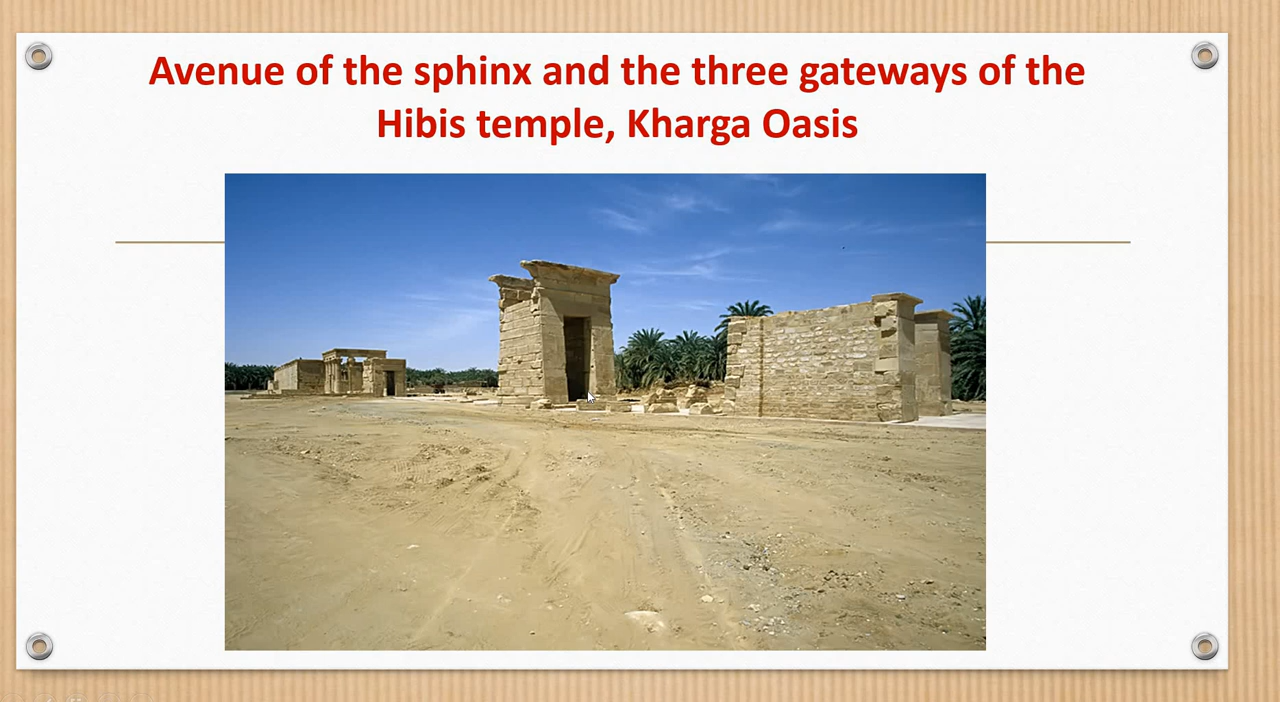 Avenue of the sphinx and the three gateways of the
Hibis temple, Kharga Oasis